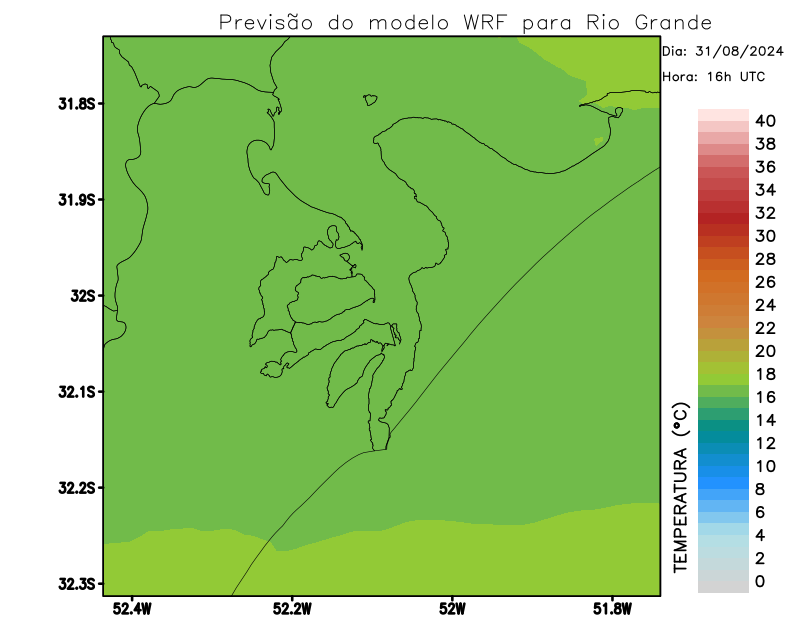 Previsão do modelo WRF para Rio Grande
Dia: 31/08/2024
Hora: 16h UTC
31.8S
31.9S
32S
32.1S
32.2S
32.3S
52.4W
52.2W
52W
51.8W
TEMPERATURA (°C)
40
38
36
34
32
30
28
26
24
22
20
18
16
14
12
10
8
6
4
2
0